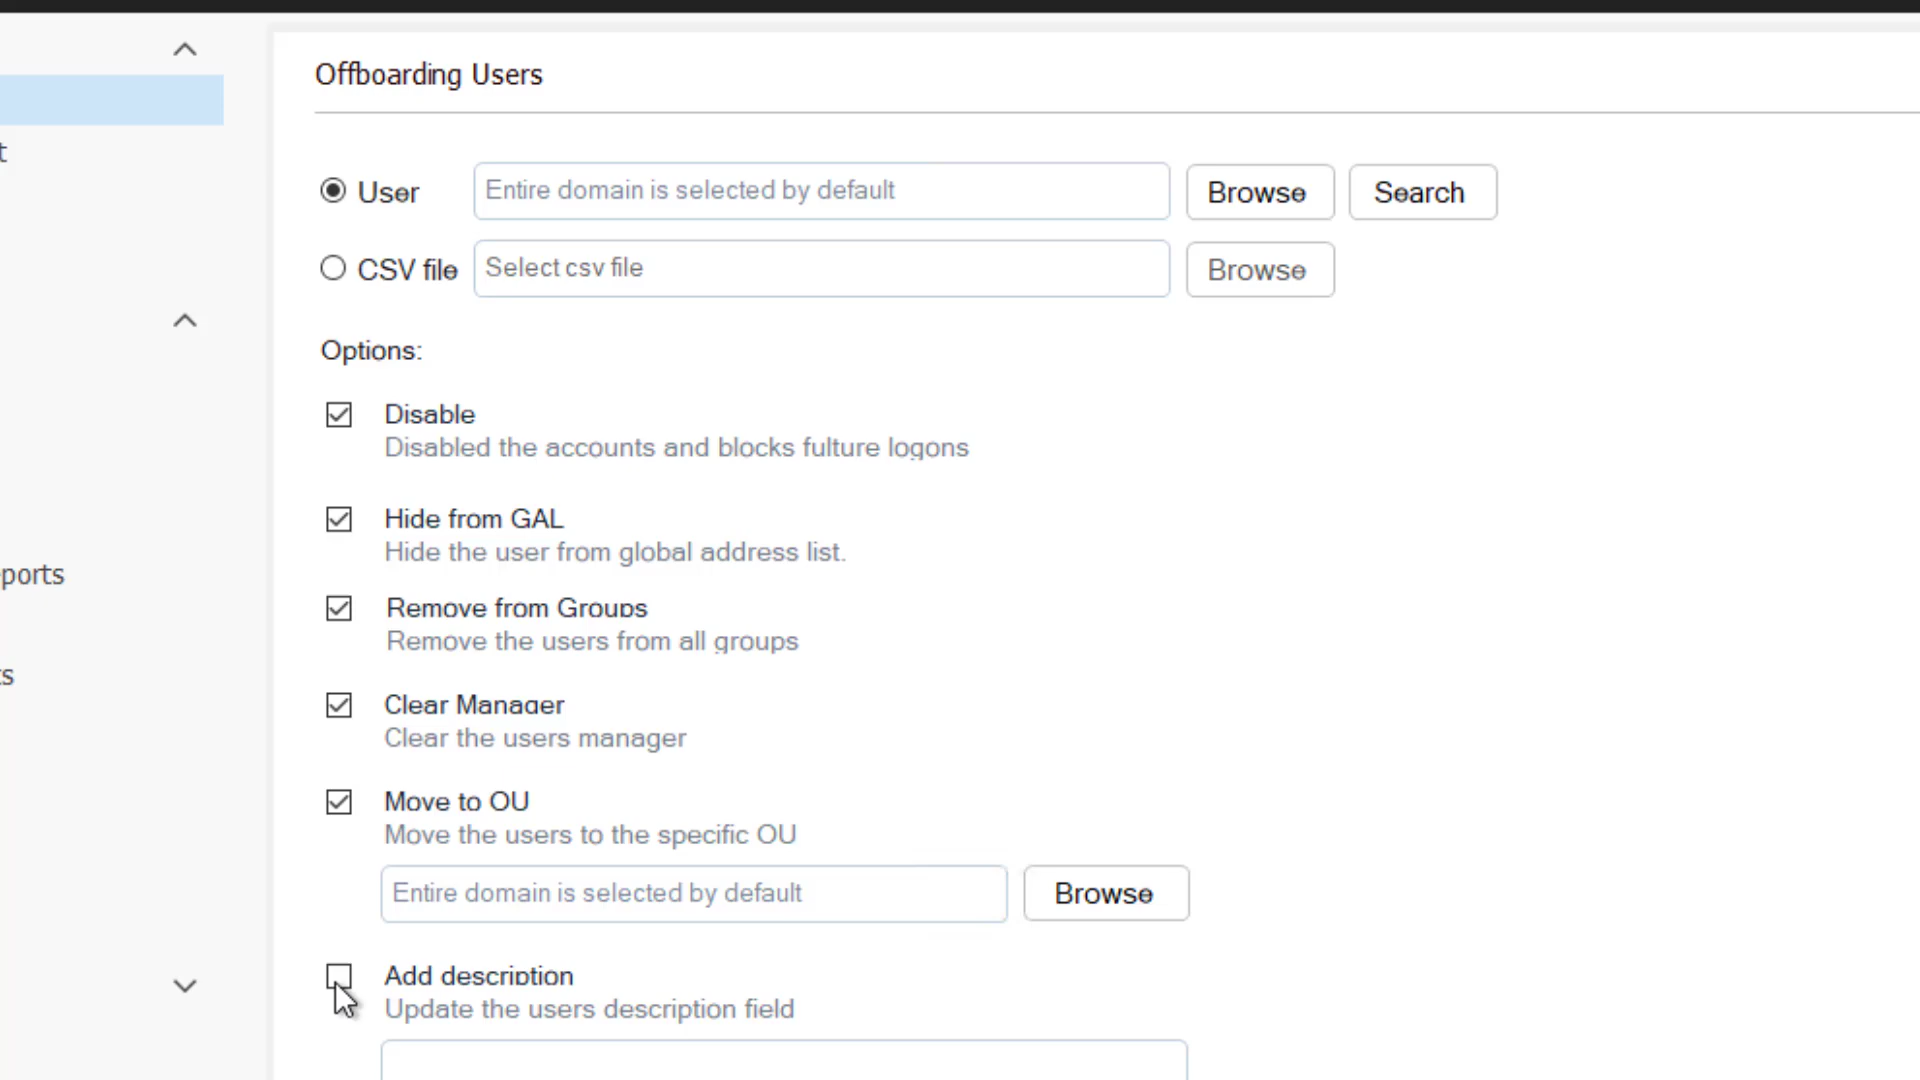 Offboarding Users
t
User
Entire domain is selected by default
Browse
Search
CSV file
Select csv file
Browse
Options:
Disable
Disabled the accounts and blocks fulture logons
Hide from GAL
Hide the user from global address list.
ports
Remove from Groups
Remove the users from all groups
s
Clear Manager
Clear the users manager
Move to OU
Move the users to the specific OU
Entire domain is selected by default
Browse
Add description
Update the users description field